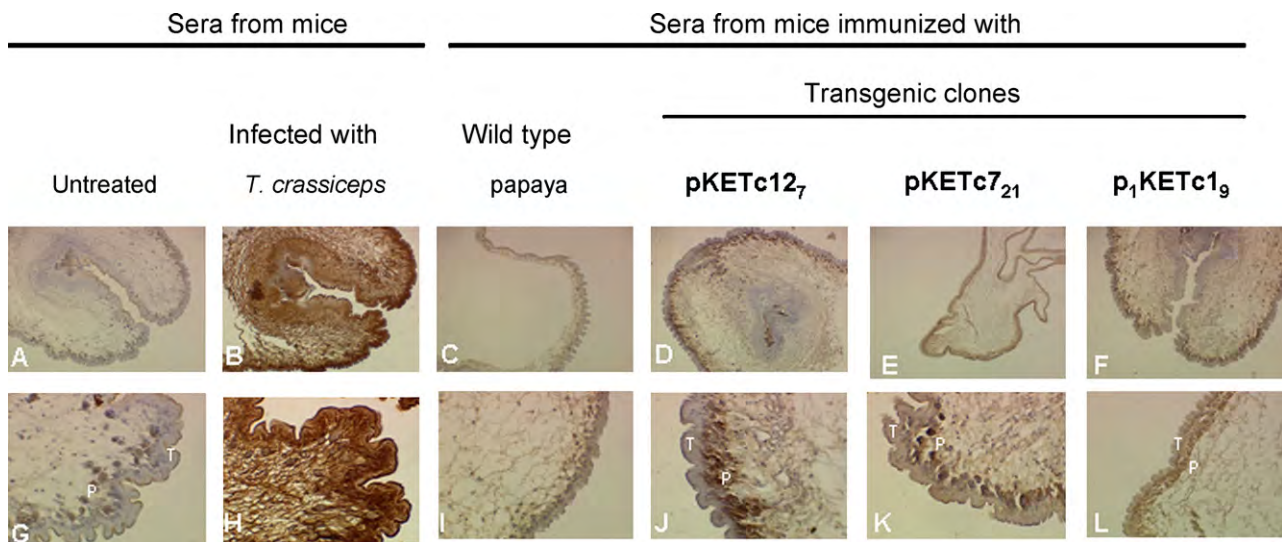 Sera from mice
Sera from mice immunized with
Transgenic clones
Infected with
Wild type
Untreated
T. crassiceps
papaya
pKETc12₇
pKETc7₂₁
p₁KETc1₉
A
B
C
D
E
F
G
P
T
H
I
J
T
P
K
T
P
L
T
P